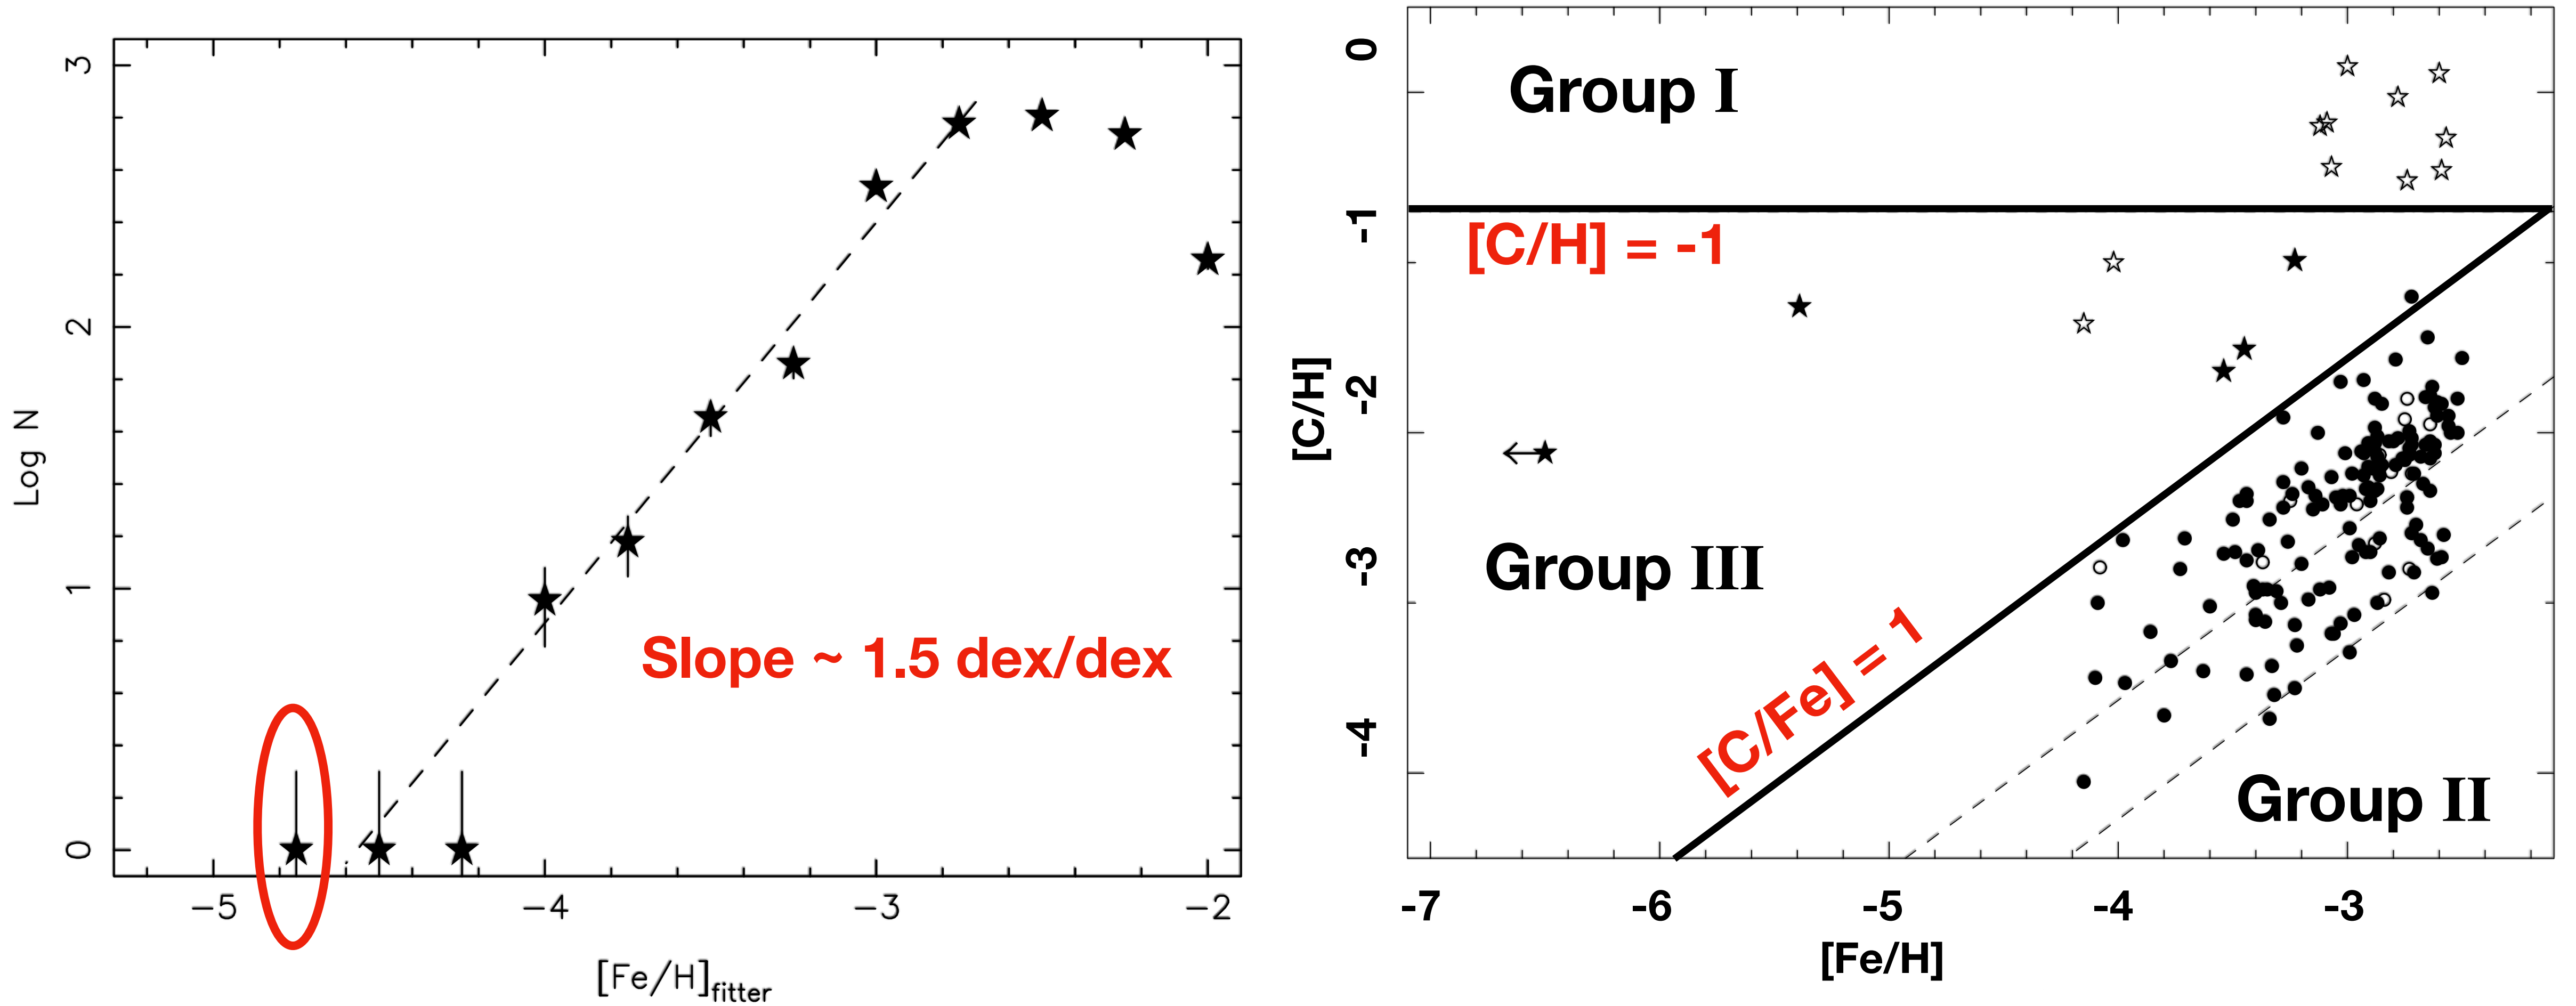 3
2
1
0
Log N
−5
−4
−3
−2
[Fe/H]fitter
Slope ~ 1.5 dex/dex
0
-1
-2
-3
-4
[C/H]
-7
-6
-5
-4
-3
[Fe/H]
Group I
[C/H] = -1
Group III
[C/Fe] = 1
Group II